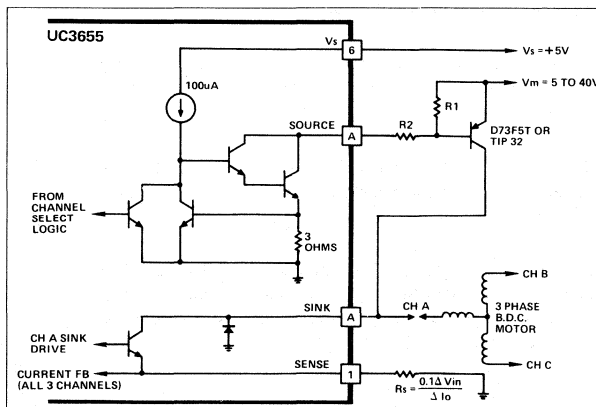 UC3655
Vs
6
Vs = +5V
100uA
Vm = 5 TO 40V
R1
SOURCE
A
R2
D73F5T OR
TIP 32
FROM
CHANNEL
SELECT
LOGIC
3
OHMS
CH B
SINK
A
CH A
3 PHASE
B.D.C.
MOTOR
CH A SINK
DRIVE
SENSE
1
CH C
CURRENT FB
(ALL 3 CHANNELS)
Rs = 0.1Δ Vin
Δ Io